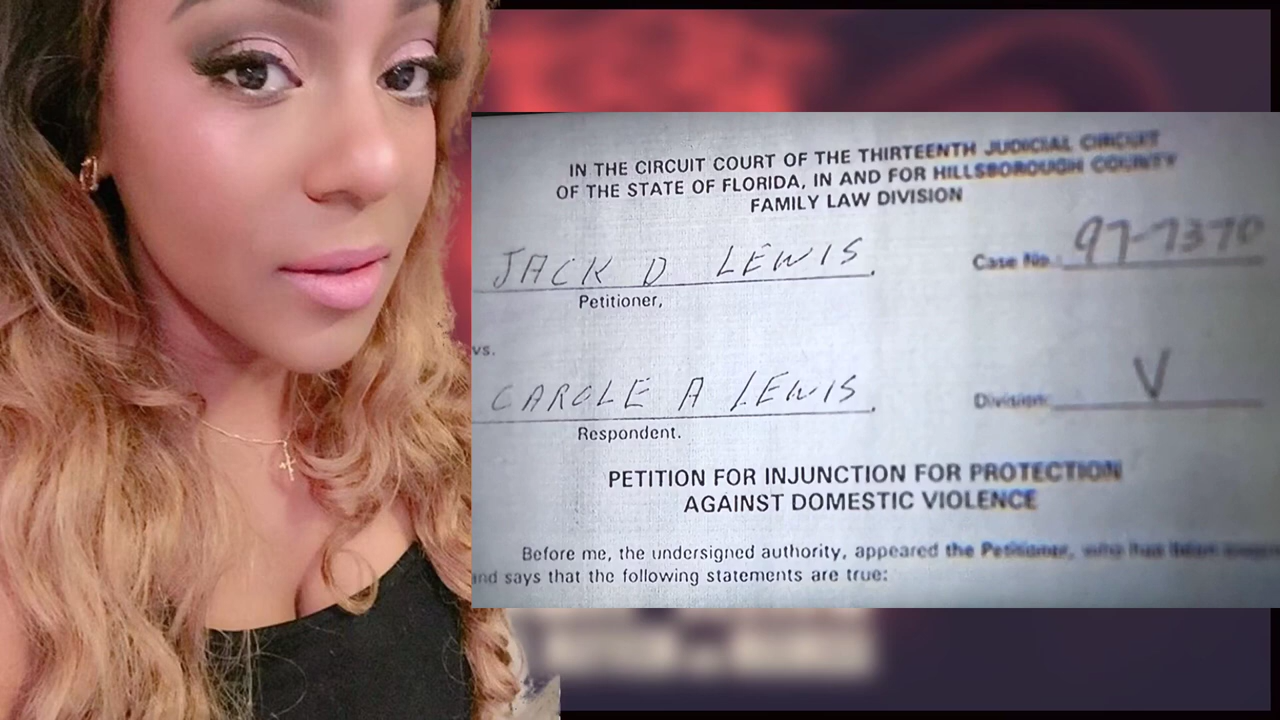 IN THE CIRCUIT COURT OF THE THIRTEENTH JUDICIAL CIRCUIT
OF THE STATE OF FLORIDA, IN AND FOR HILLSBOROUGH COUNTY
FAMILY LAW DIVISION
JACK D LEWIS
Case No. 97-7370
Petitioner,
vs.
CAROLE A LEWIS
Division V
Respondent.
PETITION FOR INJUNCTION FOR PROTECTION
AGAINST DOMESTIC VIOLENCE
Before me, the undersigned authority, appeared the Petitioner, who has been
and says that the following statements are true: